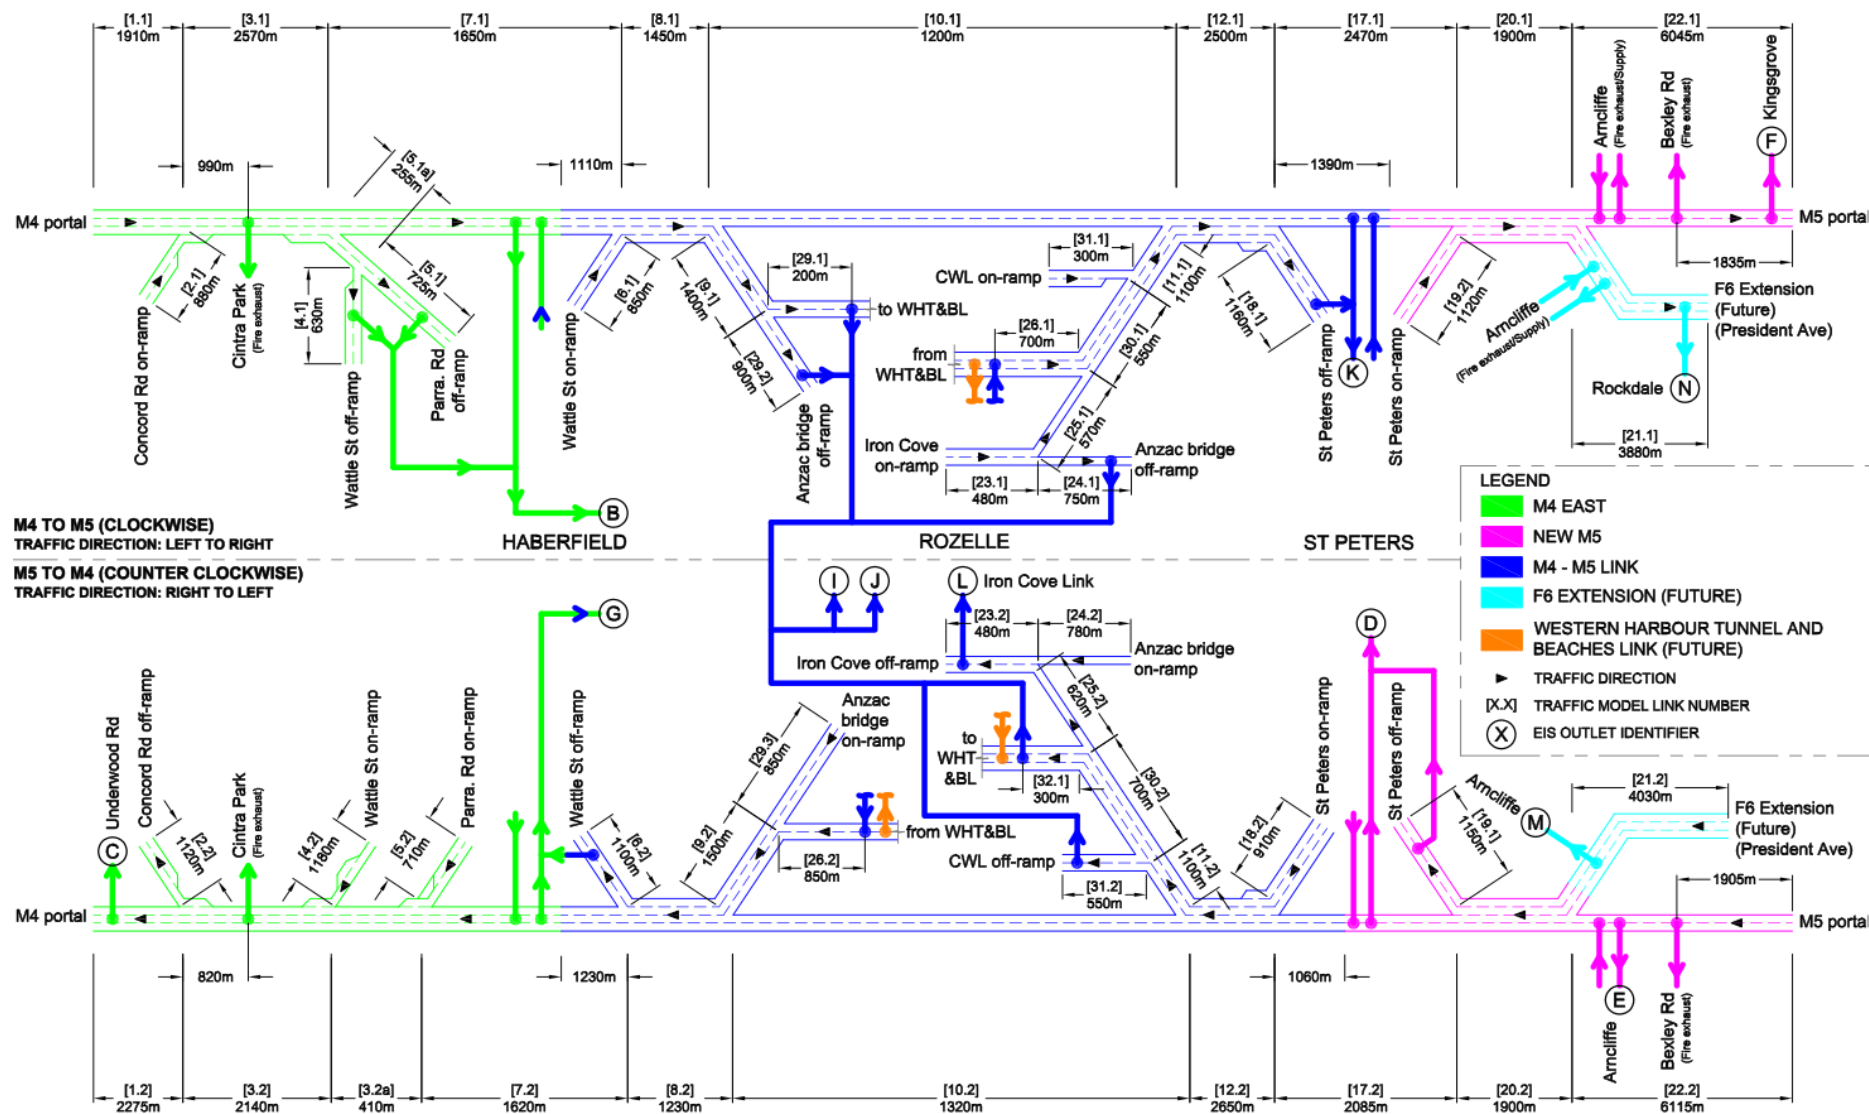 [1.1] [3.1] [7.1] [8.1] [10.1] [12.1] [17.1] [20.1] [22.1]
1910m 2570m 1650m 1450m 1200m 2500m 2470m 1900m 6045m
Arncliffe
(Fire exhaust/Supply)
Bexley Rd
(Fire exhaust)
Kingsgrove
F
990m
[5.1a]
255m
1110m
1390m
M4 portal
M5 portal
[2.1]
880m
Concord Rd on-ramp
Cintra Park
(Fire exhaust)
[4.1]
630m
Wattle St off-ramp
[5.1]
725m
Parra. Rd
off-ramp
Wattle St on-ramp
[6.1]
850m
[9.1]
1400m
[29.1]
200m
to WHT&BL
[29.2]
900m
Anzac bridge
off-ramp
CWL on-ramp
[31.1]
300m
[11.1]
1100m
from
WHT&BL
[26.1]
700m
[30.1]
550m
[25.1]
570m
Iron Cove
on-ramp
Anzac bridge
off-ramp
[23.1]
480m
[24.1]
750m
[18.1]
1160m
St Peters off-ramp
K
St Peters on-ramp
[19.2]
1120m
1835m
F6 Extension
(Future)
(President Ave)
Arncliffe
(Fire exhaust/Supply)
Rockdale
N
[21.1]
3880m
B
M4 TO M5 (CLOCKWISE)
TRAFFIC DIRECTION: LEFT TO RIGHT
HABERFIELD
ROZELLE
ST PETERS
M5 TO M4 (COUNTER CLOCKWISE)
TRAFFIC DIRECTION: RIGHT TO LEFT
LEGEND
M4 EAST
NEW M5
M4 - M5 LINK
F6 EXTENSION (FUTURE)
WESTERN HARBOUR TUNNEL AND
BEACHES LINK (FUTURE)
TRAFFIC DIRECTION
[X.X] TRAFFIC MODEL LINK NUMBER
X EIS OUTLET IDENTIFIER
G
I
J
L
Iron Cove Link
[23.2]
480m
[24.2]
780m
Iron Cove off-ramp
Anzac bridge
on-ramp
D
C
Underwood Rd
Concord Rd off-ramp
[2.2]
1120m
Cintra Park
(Fire exhaust)
[4.2]
1180m
Wattle St on-ramp
[5.2]
710m
Parra. Rd on-ramp
Wattle St off-ramp
[6.2]
1100m
Anzac
bridge
on-ramp
[29.3]
850m
[9.2]
1500m
from WHT&BL
[26.2]
850m
[25.2]
620m
to
WHT
&BL
[32.1]
300m
[30.2]
700m
CWL off-ramp
[31.2]
550m
[11.2]
1100m
[18.2]
910m
St Peters on-ramp
St Peters off-ramp
[19.1]
1150m
Arncliffe
M
[21.2]
4030m
F6 Extension
(Future)
(President Ave)
1905m
M4 portal
M5 portal
820m
1230m
1060m
Arncliffe
E
Bexley Rd
(Fire exhaust)
[1.2] [3.2] [3.2a] [7.2] [8.2] [10.2] [12.2] [17.2] [20.2] [22.2]
2275m 2140m 410m 1620m 1230m 1320m 2650m 2085m 1900m 6115m